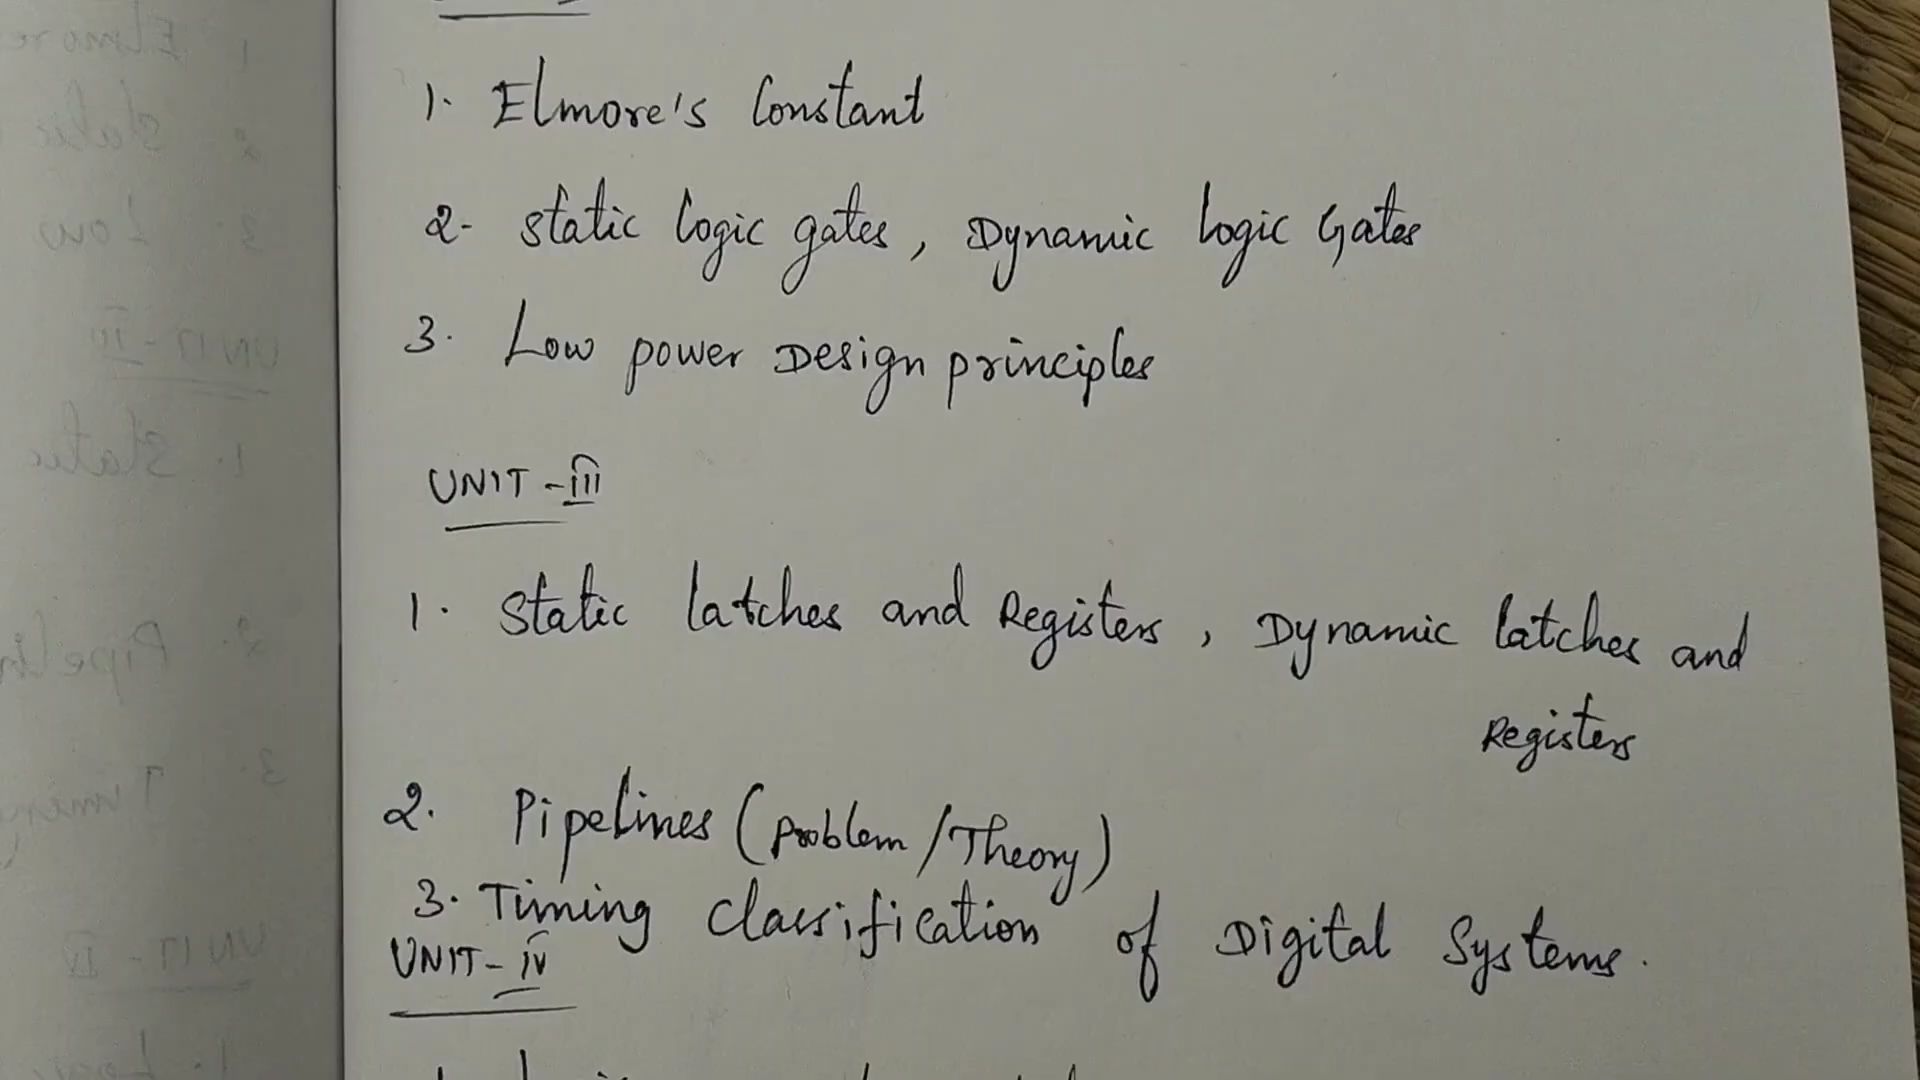 1. Elmore's Constant
2- Static logic gates, Dynamic logic Gates
3. Low power Design principles
UNIT-III
1. Static latches and Registers, Dynamic latches and
Registers
2. Pipelines (problem/Theory)
3. Timing classification of Digital Systems.
UNIT-IV